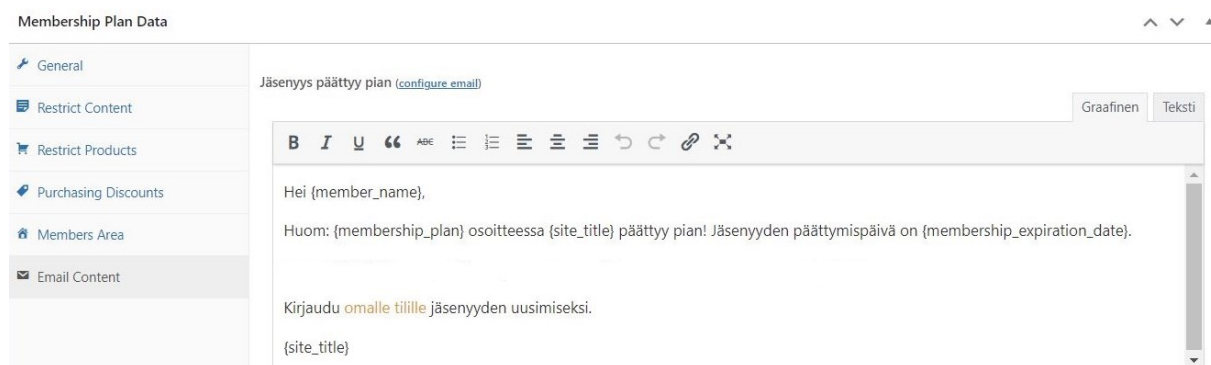 Membership Plan Data
General
Restrict Content
Restrict Products
Purchasing Discounts
Members Area
Email Content
Jäsenyys päättyy pian (configure email)
Graafinen Teksti
B I U ABC
Hei {member_name},
Huom: {membership_plan} osoitteessa {site_title} päättyy pian! Jäsenyyden päättymispäivä on {membership_expiration_date}.
Kirjaudu omalle tilille jäsenyyden uusimiseksi.
{site_title}